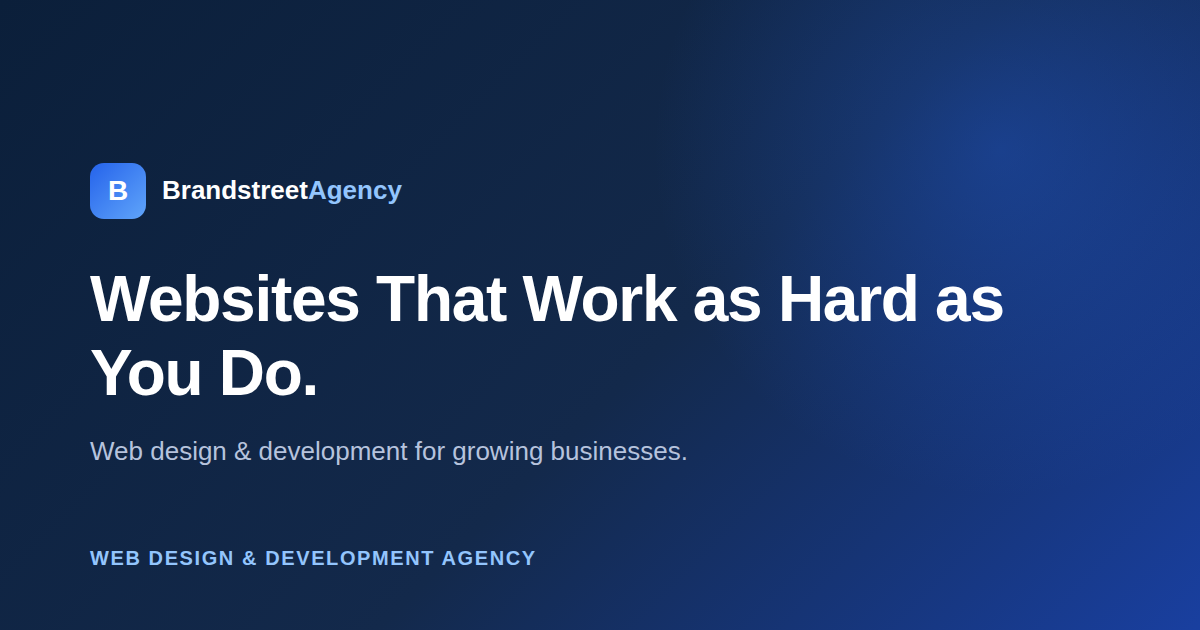 B
BrandstreetAgency
Websites That Work as Hard as
You Do.
Web design & development for growing businesses.
WEB DESIGN & DEVELOPMENT AGENCY